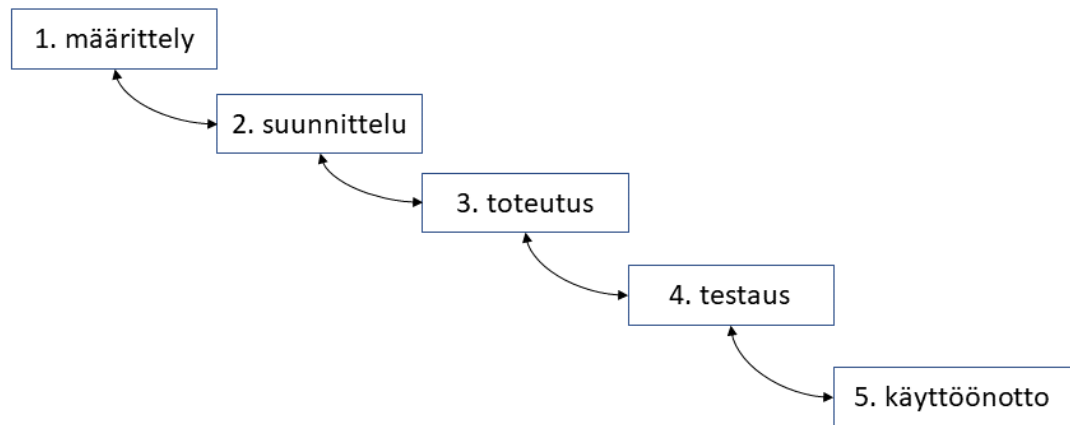 1. määrittely
2. suunnittelu
3. toteutus
4. testaus
5. käyttöönotto